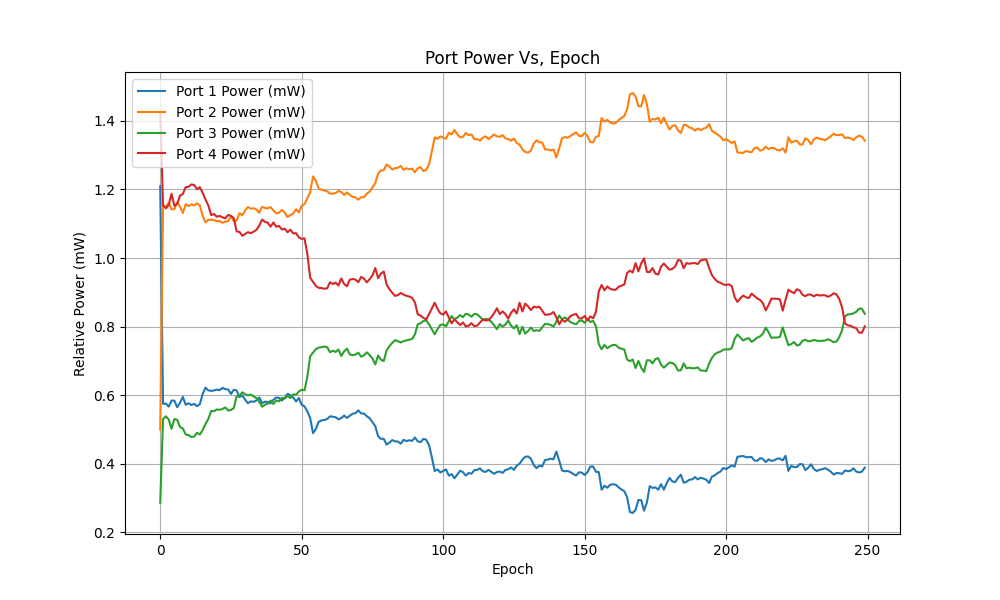 Port Power Vs, Epoch
Port 1 Power (mW)
Port 2 Power (mW)
Port 3 Power (mW)
Port 4 Power (mW)
Relative Power (mW)
1.4
1.2
1.0
0.8
0.6
0.4
0.2
0 50 100 150 200 250
Epoch